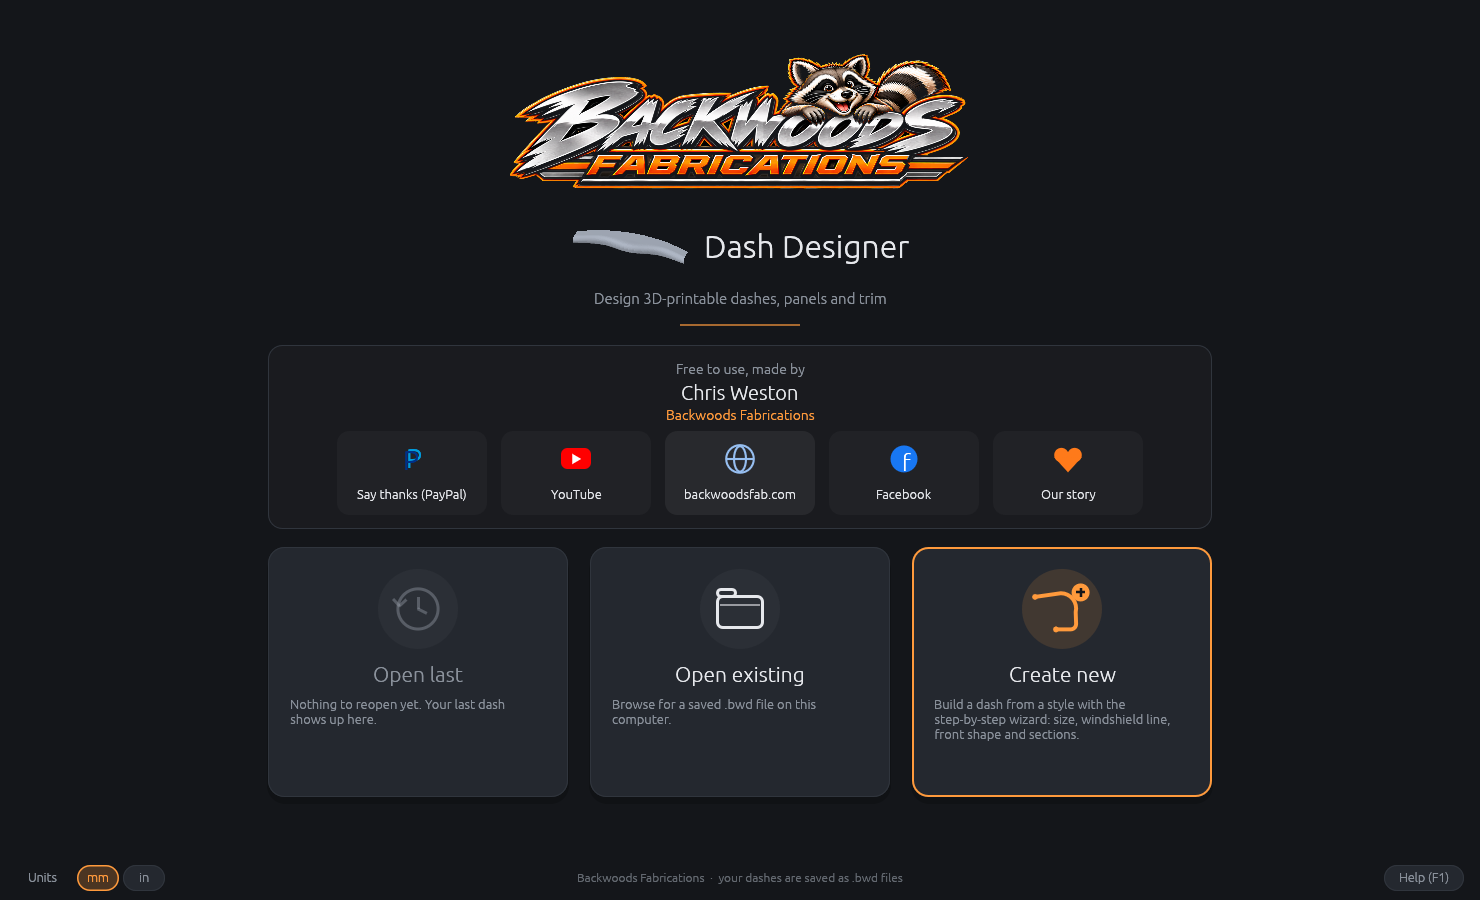 BACKWOODS
FABRICATIONS
Dash Designer
Design 3D-printable dashes, panels and trim
Free to use, made by
Chris Weston
Backwoods Fabrications
Say thanks (PayPal)
YouTube
backwoodsfab.com
Facebook
Our story
Open last
Nothing to reopen yet. Your last dash
shows up here.
Open existing
Browse for a saved .bwd file on this
computer.
Create new
Build a dash from a style with the
step-by-step wizard: size, windshield line,
front shape and sections.
Units
mm
in
Backwoods Fabrications · your dashes are saved as .bwd files
Help (F1)